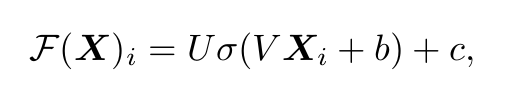 𝓕(𝑿)ᵢ = Uσ(V𝑿ᵢ + b) + c,